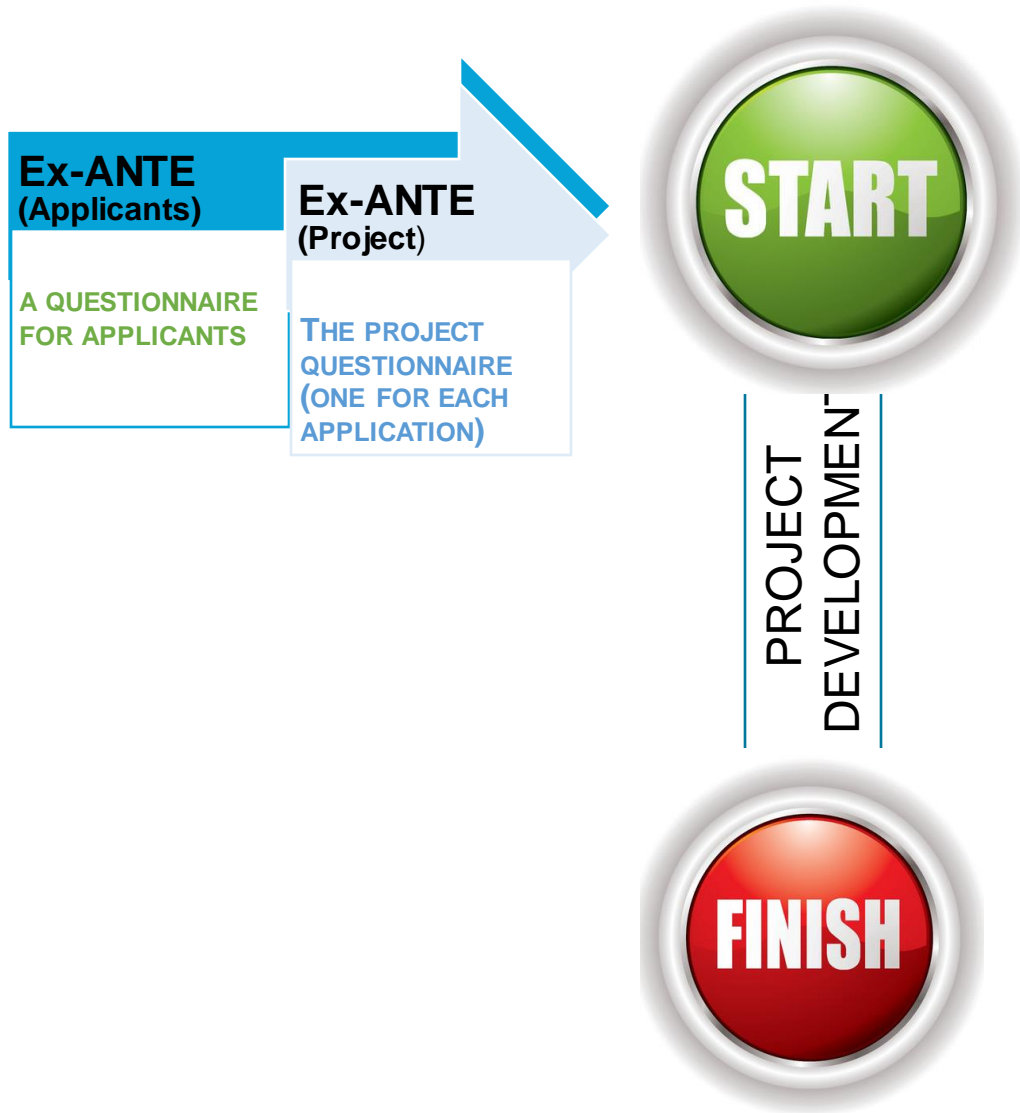 Ex-ANTE
(Applicants)
A QUESTIONNAIRE
FOR APPLICANTS
Ex-ANTE
(Project)
THE PROJECT
QUESTIONNAIRE
(ONE FOR EACH
APPLICATION)
START
PROJECT
DEVELOPMENT
FINISH